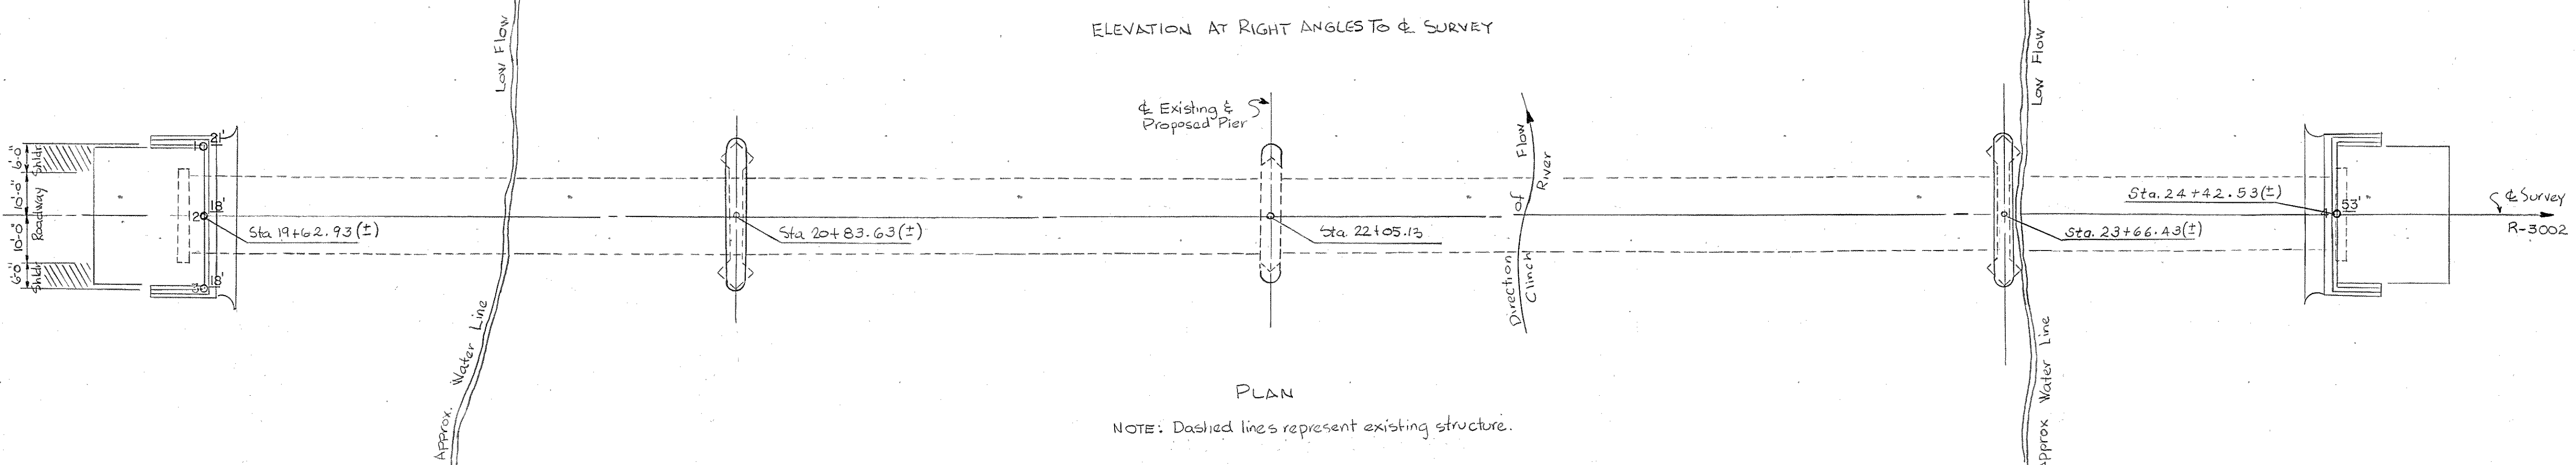 ELEVATION AT RIGHT ANGLES TO ℄ SURVEY
Low Flow
Low Flow
℄ Existing &
Proposed Pier
21'
1
6'-0"
Shldr.
10'-0"
Roadway
10'-0"
6'-0"
Shldr.
18'
2
18'
3
Sta 19+62.93(±)
Sta. 20+83.63(±)
Sta. 22+05.13
Direction of Flow
Clinch River
Sta. 23+66.43(±)
Sta. 24+42.53(±)
53'
℄ Survey
R-3002
Approx. Water Line
Approx Water Line
PLAN
NOTE: Dashed lines represent existing structure.